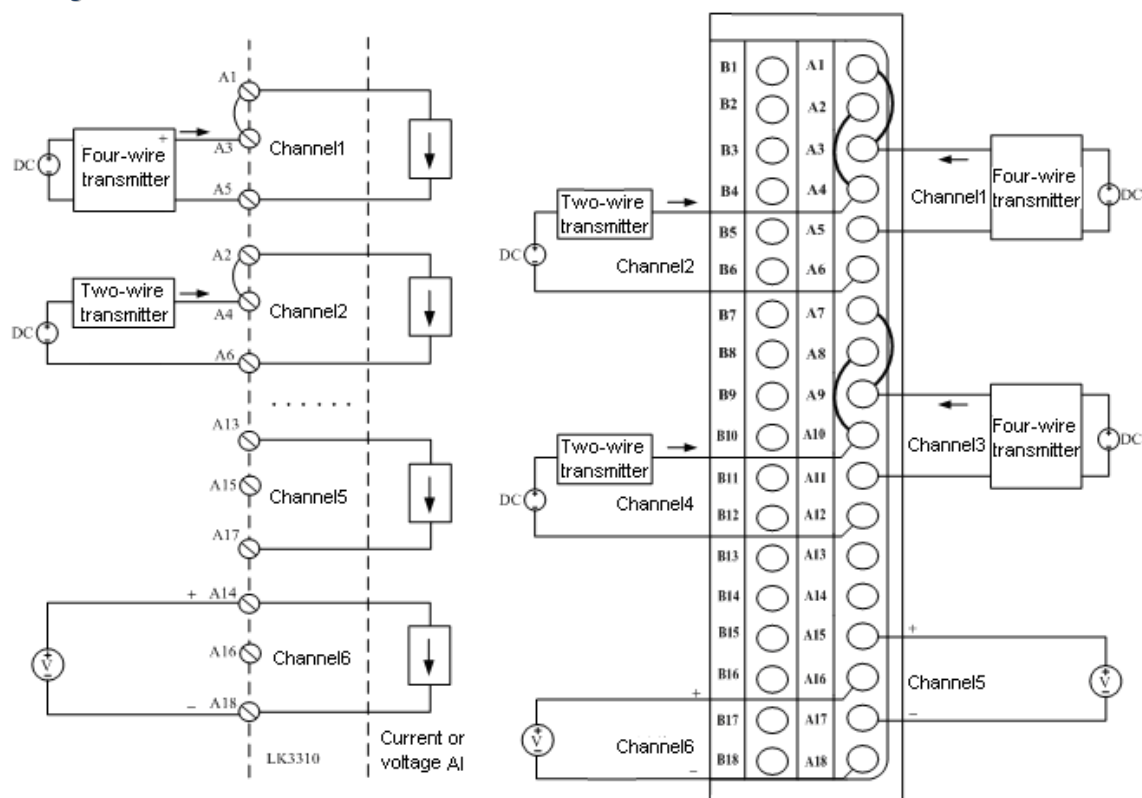 A1
+
A3
Channel1
DC
Four-wire
transmitter
A5
A2
Two-wire
transmitter
A4
Channel2
DC
A6
. . . . . .
A13
A15
Channel5
A17
+ A14
V
A16
Channel6
− A18
LK3310
Current or
voltage AI
B1 A1
B2 A2
B3 A3
B4 A4
B5 A5
B6 A6
B7 A7
B8 A8
B9 A9
B10 A10
B11 A11
B12 A12
B13 A13
B14 A14
B15 A15
B16 A16
B17 A17
B18 A18
Two-wire
transmitter
DC
Channel2
Channel1
Four-wire
transmitter
DC
Two-wire
transmitter
DC
Channel4
Channel3
Four-wire
transmitter
DC
+
V
Channel6
−
+
Channel5
V
−